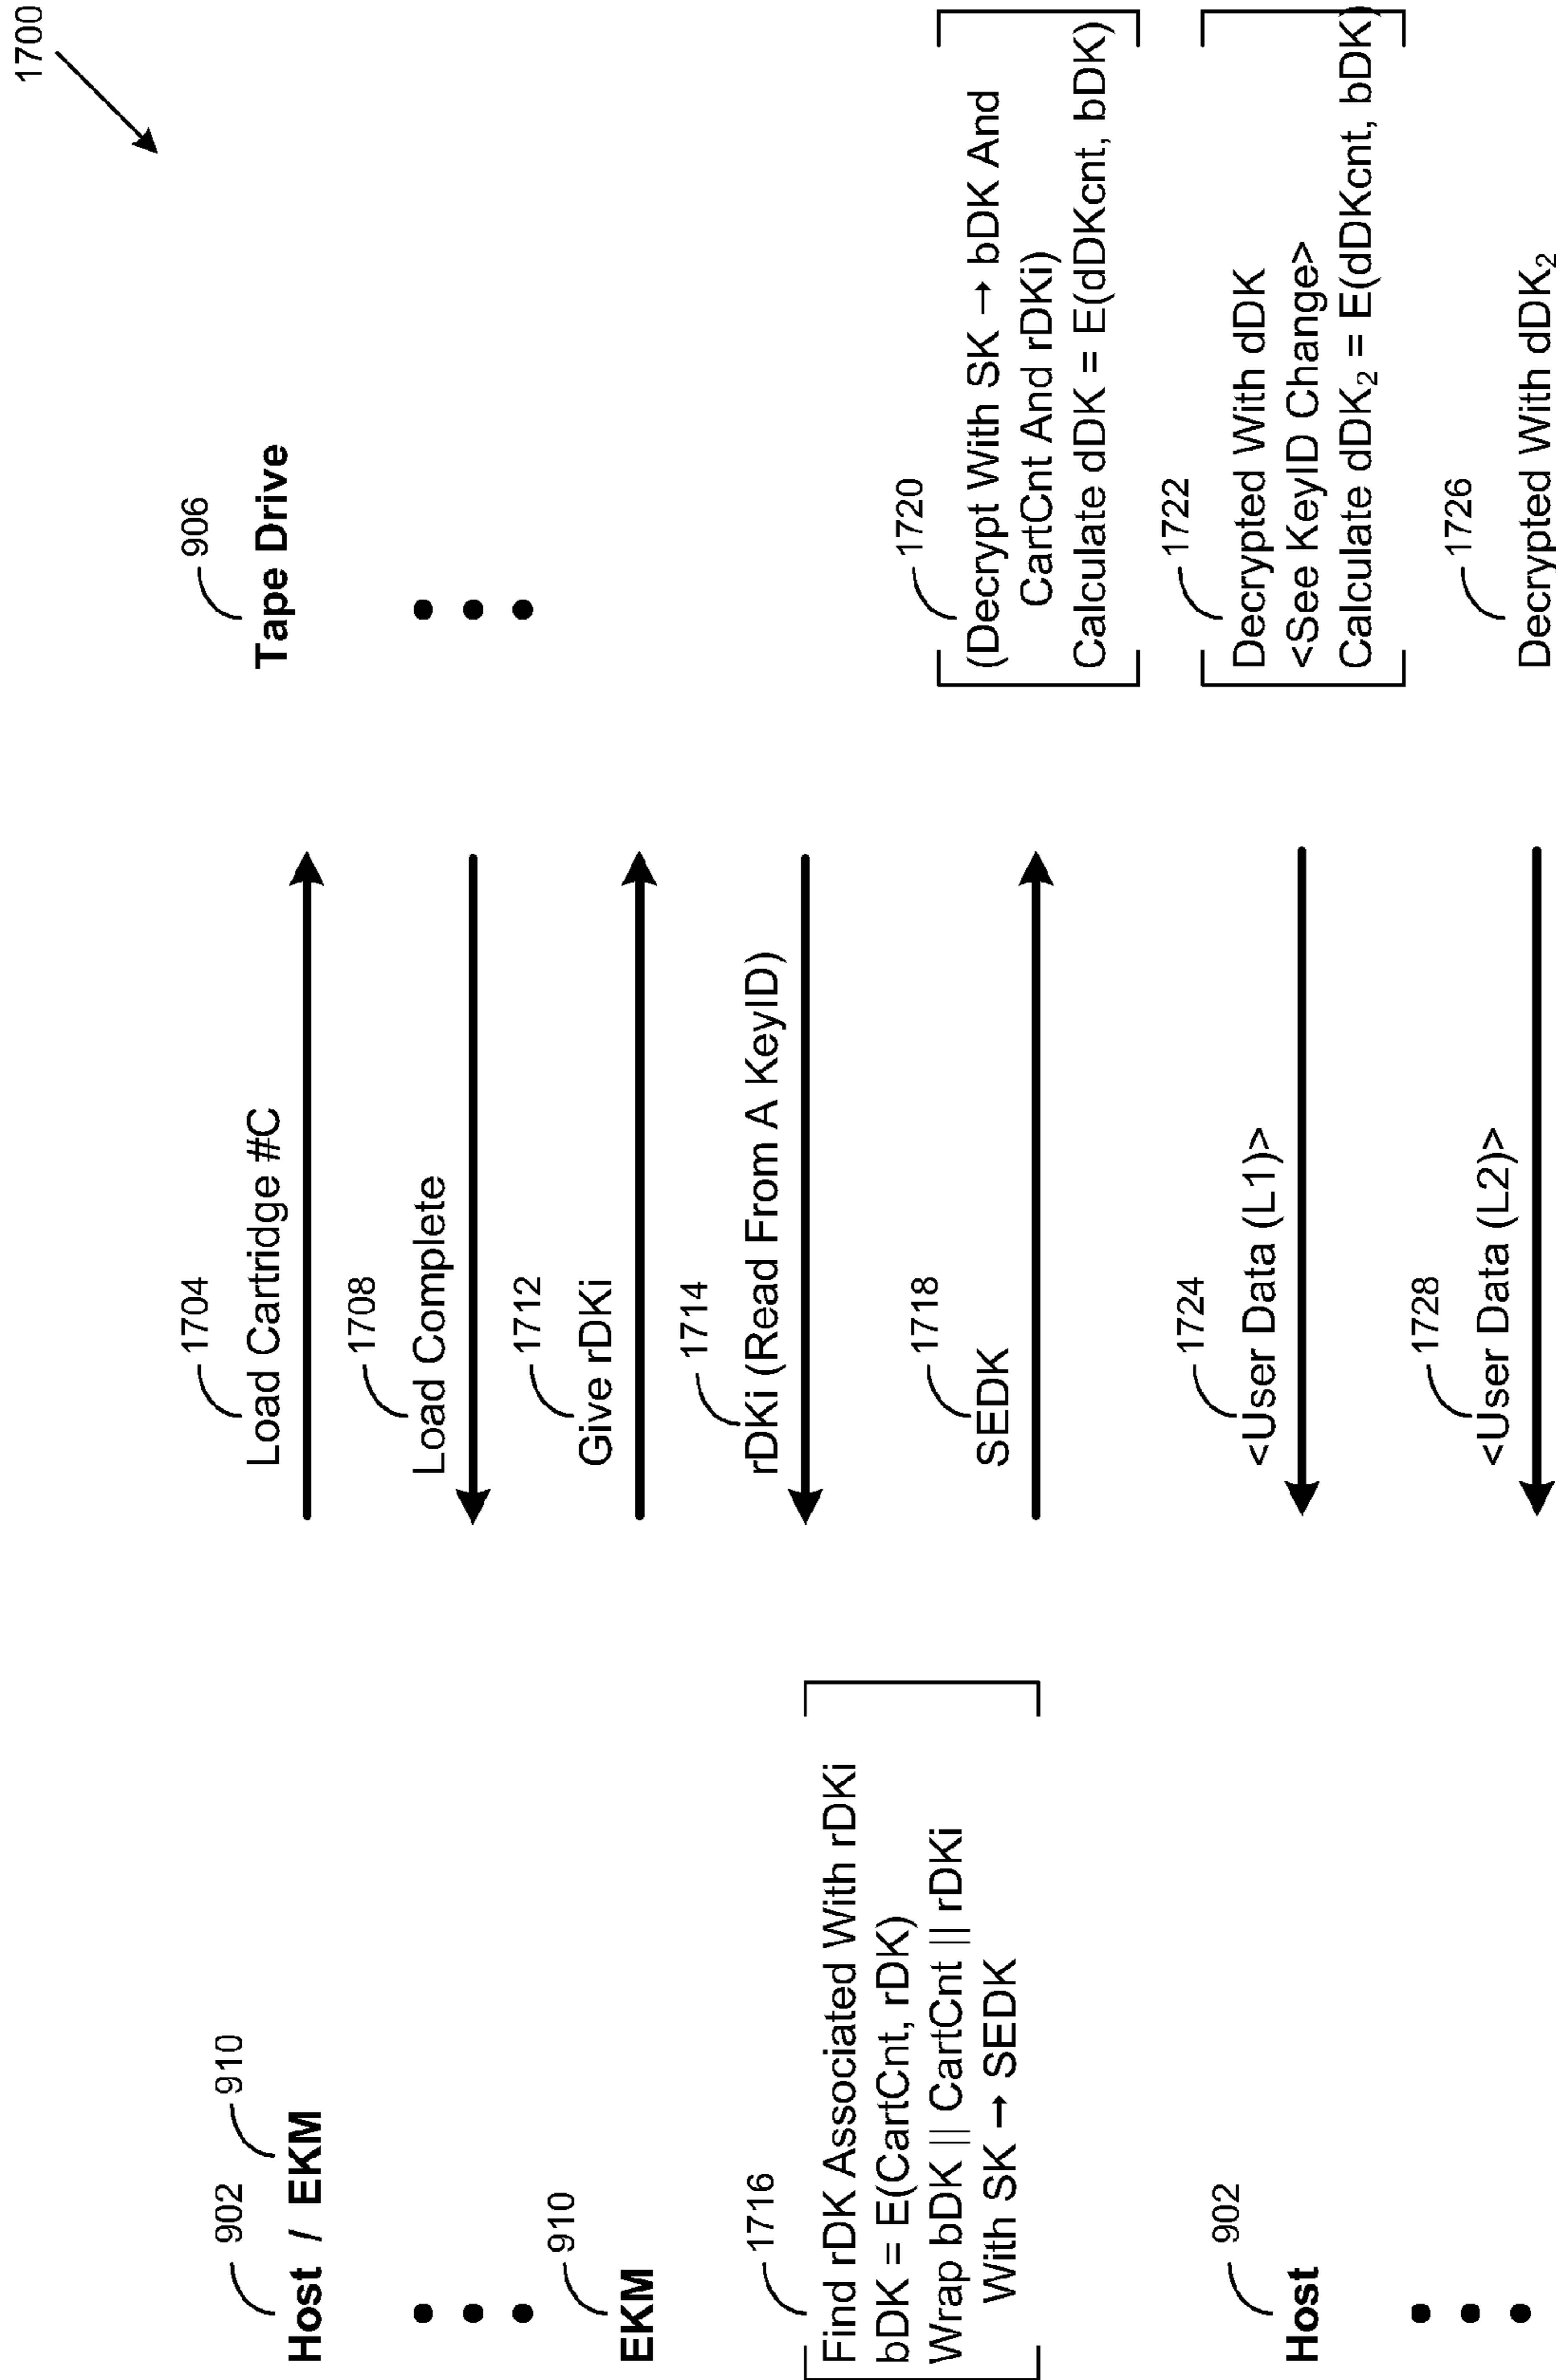 1700
902
910
906
Host / EKM
Tape Drive
1704
Load Cartridge #C
1708
Load Complete
910
EKM
1712
Give rDKi
1714
rDKi (Read From A KeyID)
1716
Find rDK Associated With rDKi
bDK = E(CartCnt, rDK)
Wrap bDK || CartCnt || rDKi
With SK → SEDK
1718
SEDK
1720
(Decrypt With SK → bDK And
CartCnt And rDKi)
Calculate dDK = E(dDKcnt, bDK)
902
Host
1724
<User Data (L1)>
1722
Decrypted With dDK
<See KeyID Change>
Calculate dDK₂ = E(dDKcnt, bDK)
1728
<User Data (L2)>
1726
Decrypted With dDK₂